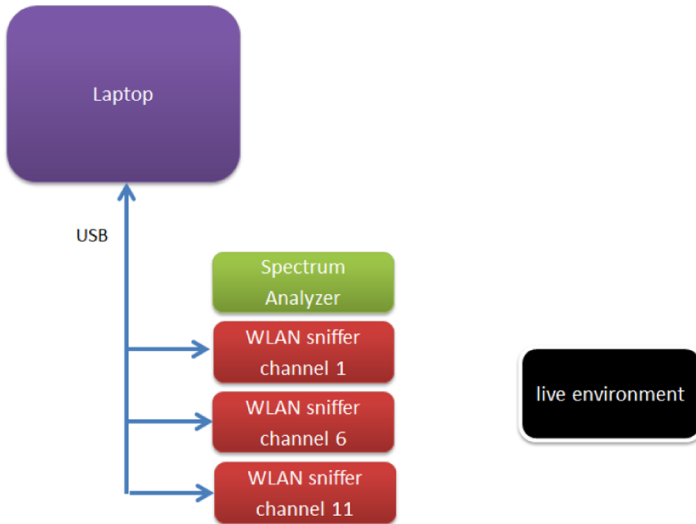 Laptop
USB
Spectrum
Analyzer
WLAN sniffer
channel 1
WLAN sniffer
channel 6
WLAN sniffer
channel 11
live environment